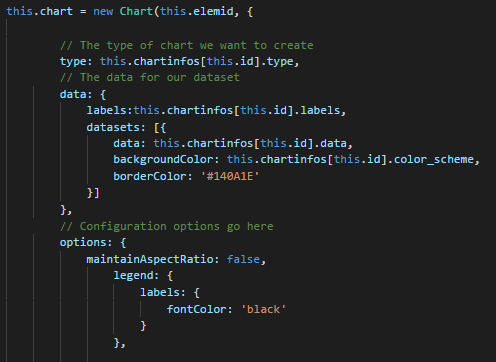 this.chart = new Chart(this.elemid, {
// The type of chart we want to create
type: this.chartinfos[this.id].type,
// The data for our dataset
data: {
labels:this.chartinfos[this.id].labels,
datasets: [{
data: this.chartinfos[this.id].data,
backgroundColor: this.chartinfos[this.id].color_scheme,
borderColor: '#140A1E'
}]
},
// Configuration options go here
options: {
maintainAspectRatio: false,
legend: {
labels: {
fontColor: 'black'
}
},